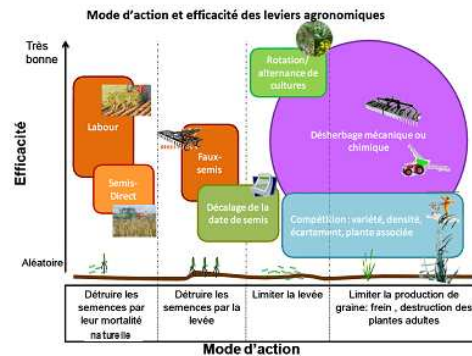 Mode d'action et efficacité des leviers agronomiques
Très
bonne
Efficacité
Aléatoire
Labour
Semis-
Direct
Faux-
semis
Décalage de la
date de semis
Rotation/
alternance de
cultures
Désherbage mécanique ou
chimique
Compétition : variété, densité,
écartement, plante associée
Détruire les
semences par
leur mortalité
naturelle
Détruire les
semences par la
levée
Limiter la levée
Limiter la production de
graine: frein , destruction des
plantes adultes
Mode d'action